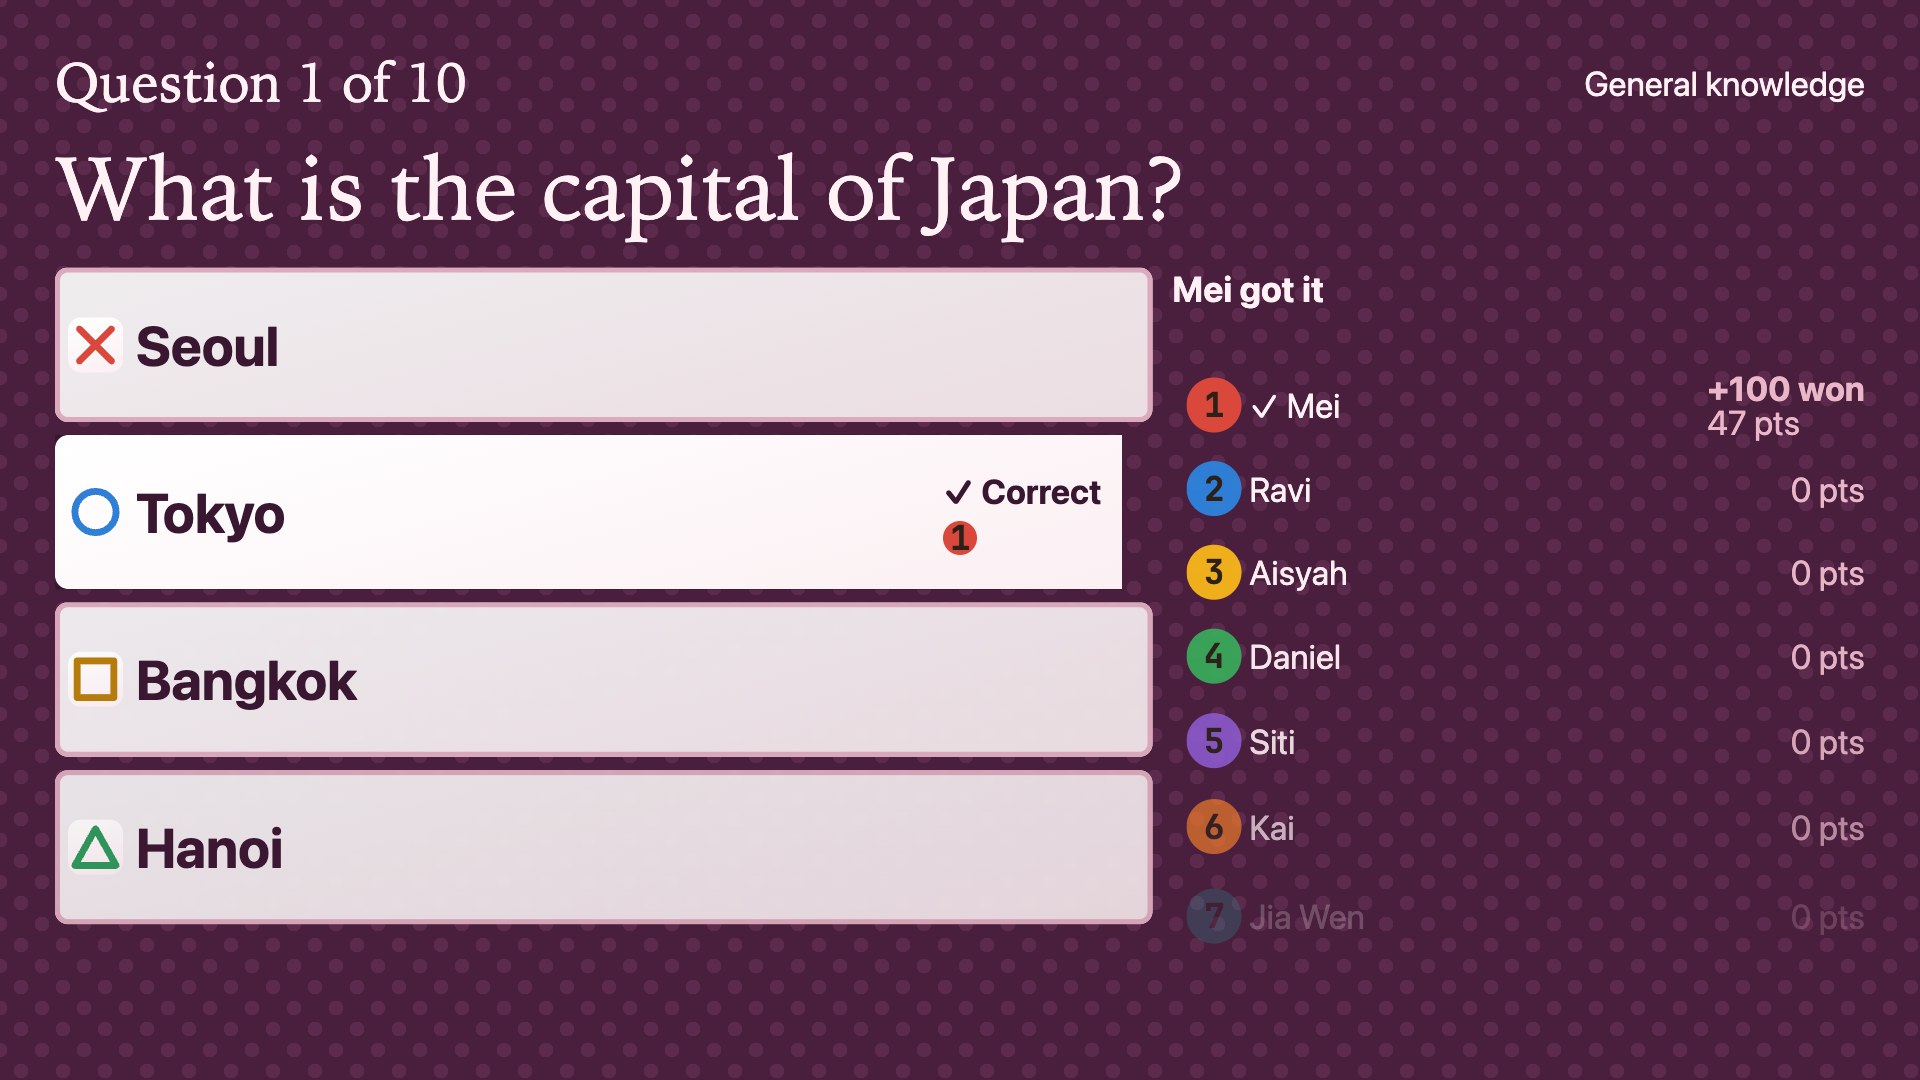 Question 1 of 10
General knowledge
What is the capital of Japan?
Seoul
Tokyo
✓ Correct
1
Bangkok
Hanoi
Mei got it
1 ✓ Mei
+100 won
47 pts
2 Ravi 0 pts
3 Aisyah 0 pts
4 Daniel 0 pts
5 Siti 0 pts
6 Kai 0 pts
7 Jia Wen 0 pts